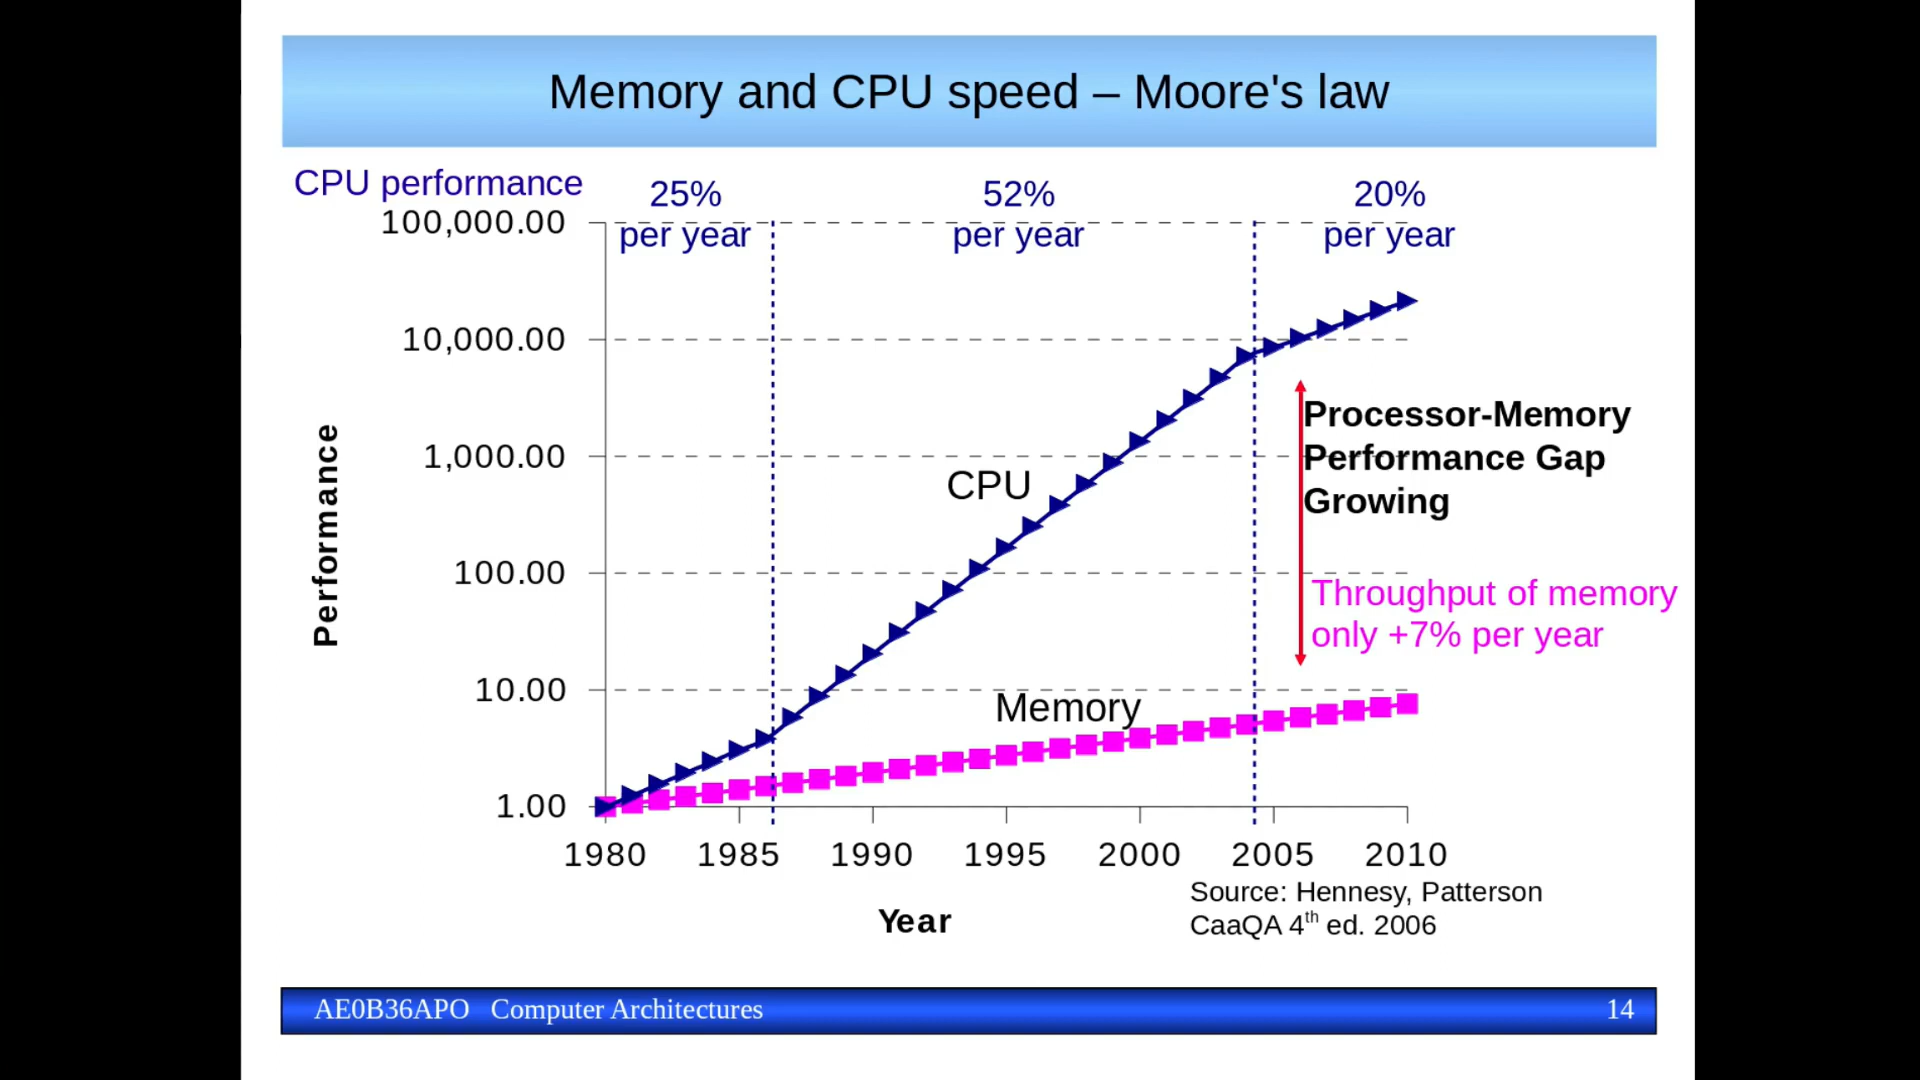 Memory and CPU speed – Moore's law
CPU performance
25%
per year
52%
per year
20%
per year
100,000.00
10,000.00
1,000.00
100.00
10.00
1.00
Performance
CPU
Memory
Processor-Memory
Performance Gap
Growing
Throughput of memory
only +7% per year
1980 1985 1990 1995 2000 2005 2010
Year
Source: Hennesy, Patterson
CaaQA 4th ed. 2006
AE0B36APO Computer Architectures 14